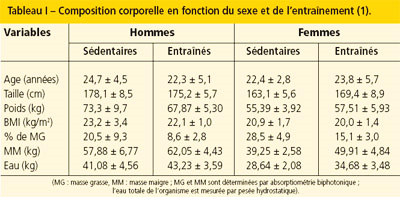 Tableau I – Composition corporelle en fonction du sexe et de l'entrainement (1).
Variables Hommes Femmes
Sédentaires Entraînés Sédentaires Entraînés
Age (années) 24,7 ± 4,5 22,3 ± 5,1 22,4 ± 2,8 23,8 ± 5,7
Taille (cm) 178,1 ± 8,5 175,2 ± 5,7 163,1 ± 5,6 169,4 ± 8,9
Poids (kg) 73,3 ± 9,7 67,87 ± 5,30 55,39 ± 3,92 57,51 ± 5,93
BMI (kg/m²) 23,2 ± 3,4 22,1 ± 1,0 20,9 ± 1,7 20,0 ± 1,4
% de MG 20,5 ± 9,3 8,6 ± 2,8 28,5 ± 4,9 15,1 ± 3,0
MM (kg) 57,88 ± 6,77 62,05 ± 4,43 39,25 ± 2,58 49,91 ± 4,84
Eau (kg) 41,08 ± 4,56 43,23 ± 3,59 28,64 ± 2,08 34,68 ± 3,48
(MG : masse grasse, MM : masse maigre ; MG et MM sont déterminées par absorptiométrie biphotonique ;
l'eau totale de l'organisme est mesurée par pesée hydrostatique).